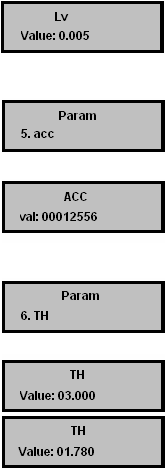 Lv
Value: 0.005
Param
5. acc
ACC
val: 00012556
Param
6. TH
TH
Value: 03.000
TH
Value: 01.780